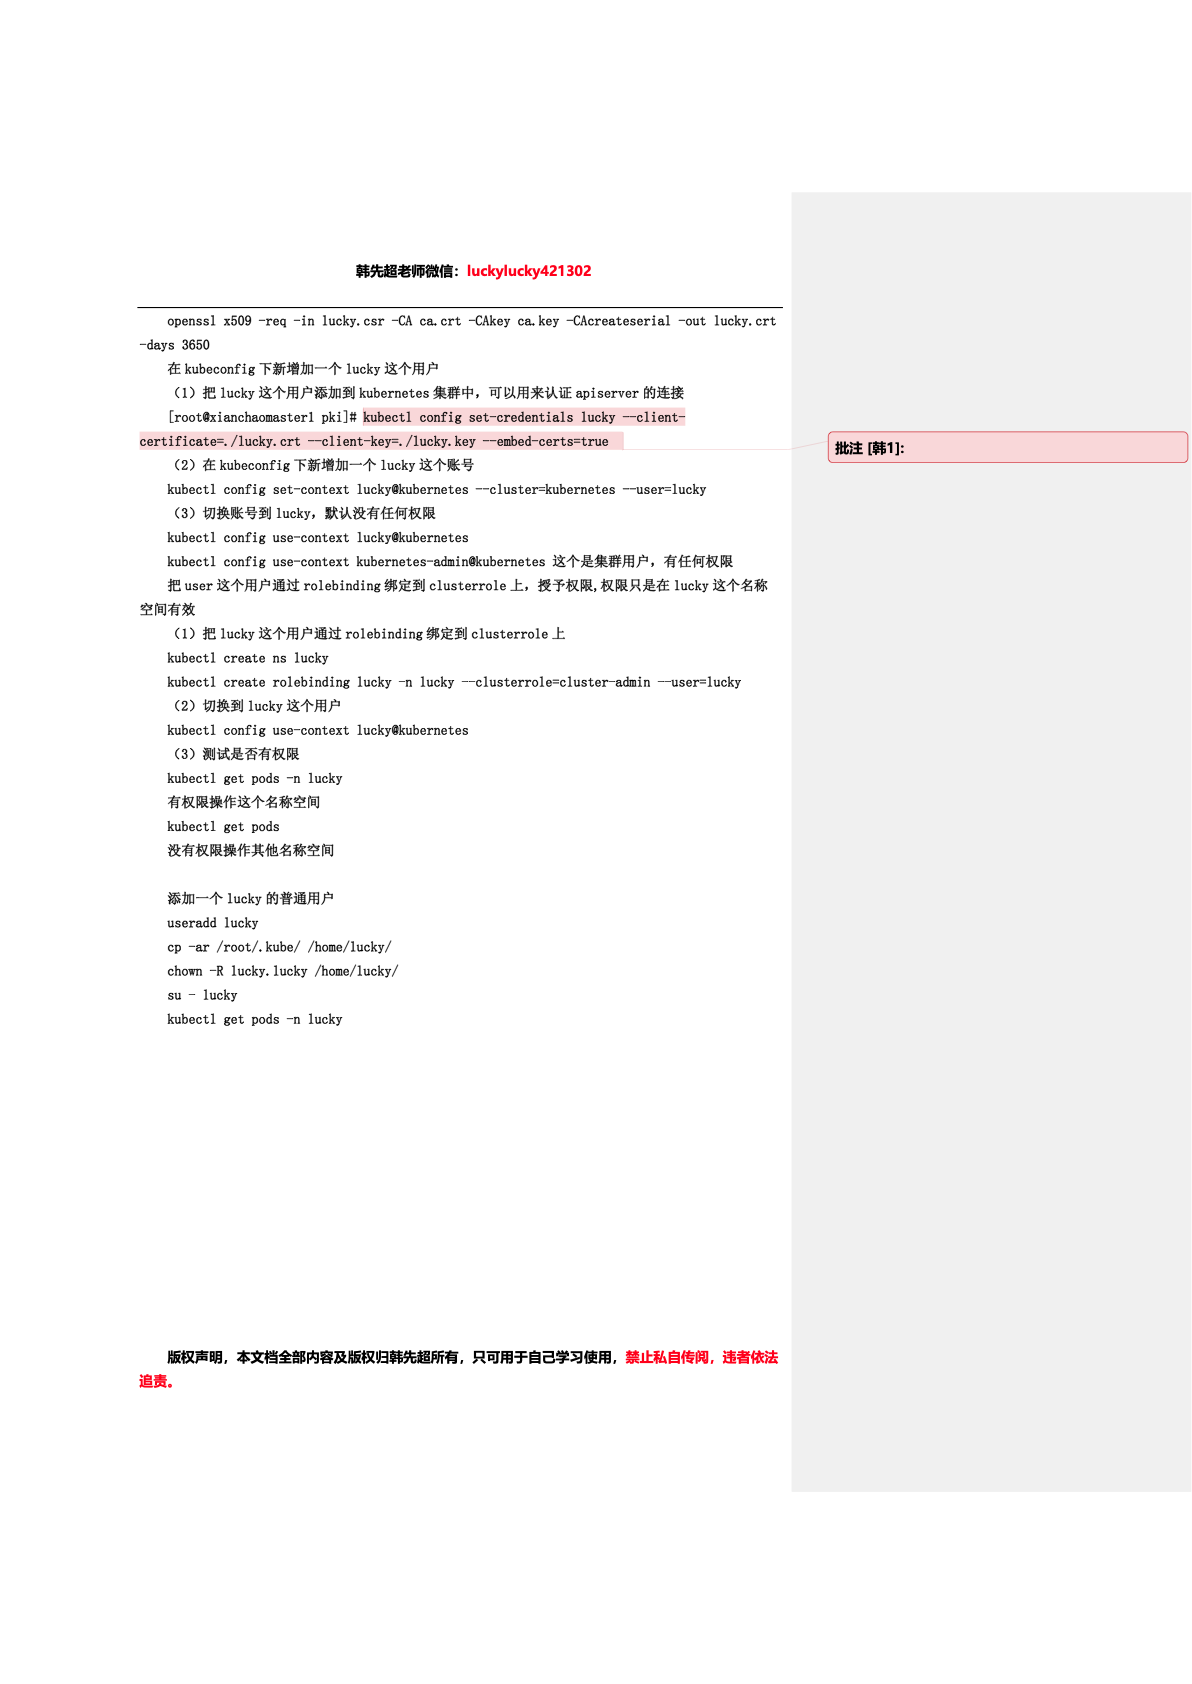 韩先超老师微信：luckylucky421302
openssl x509 -req -in lucky.csr -CA ca.crt -CAkey ca.key -CAcreateserial -out lucky.crt
-days 3650
在 kubeconfig 下新增加一个 lucky 这个用户
（1）把 lucky 这个用户添加到 kubernetes 集群中，可以用来认证 apiserver 的连接
[root@xianchaomaster1 pki]# kubectl config set-credentials lucky --client-
certificate=./lucky.crt --client-key=./lucky.key --embed-certs=true
批注 [韩1]:
（2）在 kubeconfig 下新增加一个 lucky 这个账号
kubectl config set-context lucky@kubernetes --cluster=kubernetes --user=lucky
（3）切换账号到 lucky，默认没有任何权限
kubectl config use-context lucky@kubernetes
kubectl config use-context kubernetes-admin@kubernetes 这个是集群用户，有任何权限
把 user 这个用户通过 rolebinding 绑定到 clusterrole 上，授予权限,权限只是在 lucky 这个名称
空间有效
（1）把 lucky 这个用户通过 rolebinding 绑定到 clusterrole 上
kubectl create ns lucky
kubectl create rolebinding lucky -n lucky --clusterrole=cluster-admin --user=lucky
（2）切换到 lucky 这个用户
kubectl config use-context lucky@kubernetes
（3）测试是否有权限
kubectl get pods -n lucky
有权限操作这个名称空间
kubectl get pods
没有权限操作其他名称空间
添加一个 lucky 的普通用户
useradd lucky
cp -ar /root/.kube/ /home/lucky/
chown -R lucky.lucky /home/lucky/
su - lucky
kubectl get pods -n lucky
版权声明，本文档全部内容及版权归韩先超所有，只可用于自己学习使用，禁止私自传阅，违者依法
追责。